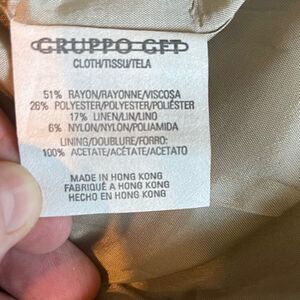 GRUPPO GFT
CLOTH/TISSU/TELA
51% RAYON/RAYONNE/VISCOSA
26% POLYESTER/POLYESTER/POLIÉSTER
17% LINEN/LIN/LINO
6% NYLON/NYLON/POLIAMIDA
LINING/DOUBLURE/FORRO:
100% ACETATE/ACÉTATE/ACETATO
MADE IN HONG KONG
FABRIQUÉ A HONG KONG
HECHO EN HONG KONG